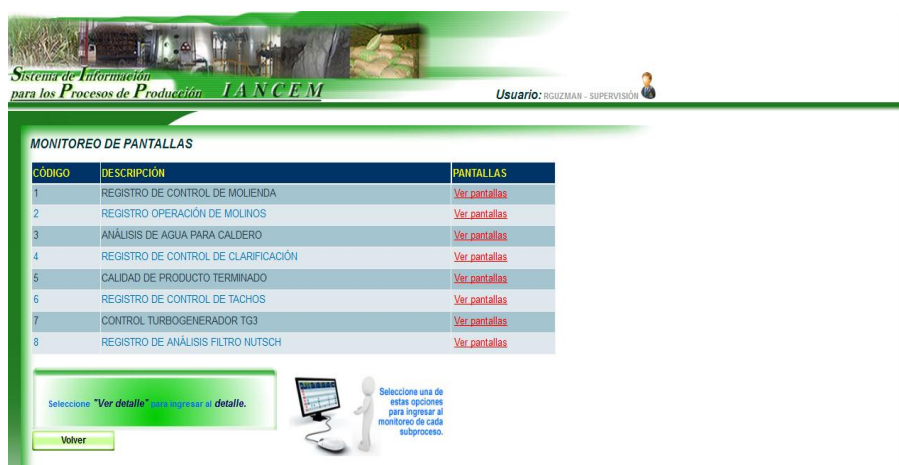 Sistema de Información
para los Procesos de Producción IANCEM
Usuario: RGUZMAN - SUPERVISIÓN
MONITOREO DE PANTALLAS
CÓDIGO DESCRIPCIÓN PANTALLAS
1 REGISTRO DE CONTROL DE MOLIENDA Ver pantallas
2 REGISTRO OPERACIÓN DE MOLINOS Ver pantallas
3 ANÁLISIS DE AGUA PARA CALDERO Ver pantallas
4 REGISTRO DE CONTROL DE CLARIFICACIÓN Ver pantallas
5 CALIDAD DE PRODUCTO TERMINADO Ver pantallas
6 REGISTRO DE CONTROL DE TACHOS Ver pantallas
7 CONTROL TURBOGENERADOR TG3 Ver pantallas
8 REGISTRO DE ANÁLISIS FILTRO NUTSCH Ver pantallas
Seleccione "Ver detalle" para ingresar al detalle.
Seleccione una de
estas opciones
para ingresar al
monitoreo de cada
subproceso.
Volver